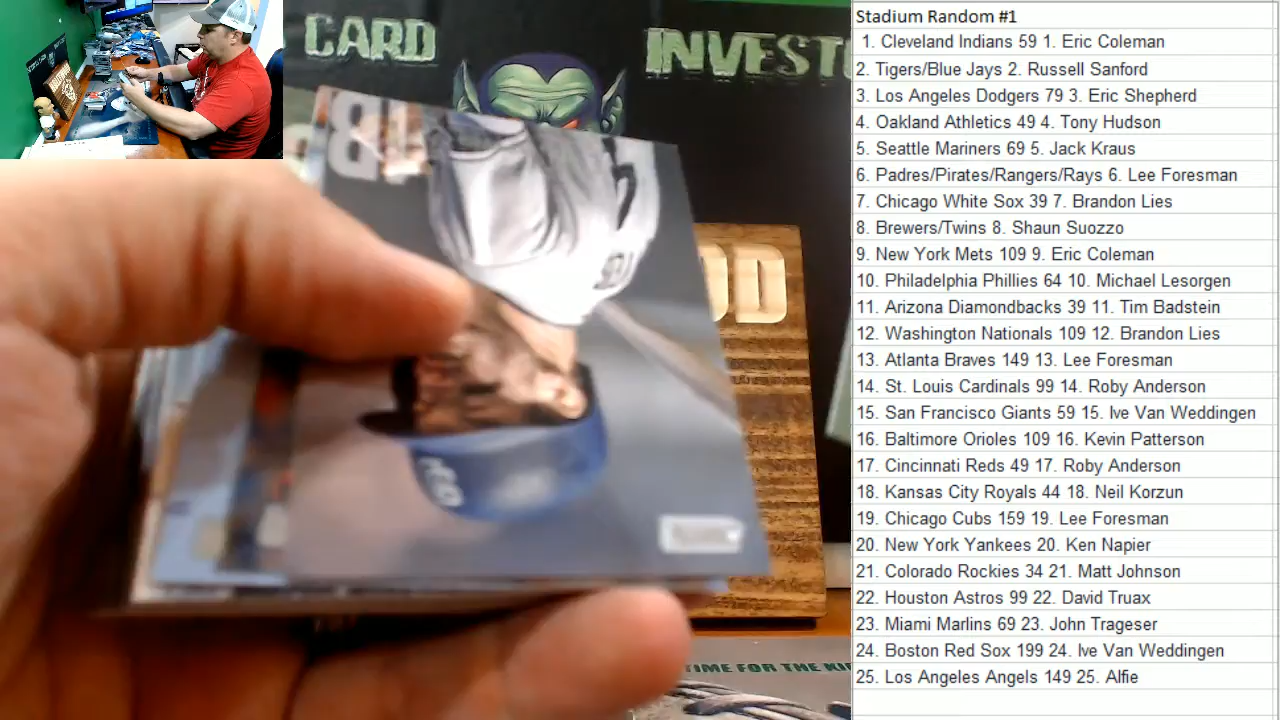 CARD INVEST
OD
TIME FOR THE KI
Stadium Random #1
1. Cleveland Indians 59 1. Eric Coleman
2. Tigers/Blue Jays 2. Russell Sanford
3. Los Angeles Dodgers 79 3. Eric Shepherd
4. Oakland Athletics 49 4. Tony Hudson
5. Seattle Mariners 69 5. Jack Kraus
6. Padres/Pirates/Rangers/Rays 6. Lee Foresman
7. Chicago White Sox 39 7. Brandon Lies
8. Brewers/Twins 8. Shaun Suozzo
9. New York Mets 109 9. Eric Coleman
10. Philadelphia Phillies 64 10. Michael Lesorgen
11. Arizona Diamondbacks 39 11. Tim Badstein
12. Washington Nationals 109 12. Brandon Lies
13. Atlanta Braves 149 13. Lee Foresman
14. St. Louis Cardinals 99 14. Roby Anderson
15. San Francisco Giants 59 15. Ive Van Weddingen
16. Baltimore Orioles 109 16. Kevin Patterson
17. Cincinnati Reds 49 17. Roby Anderson
18. Kansas City Royals 44 18. Neil Korzun
19. Chicago Cubs 159 19. Lee Foresman
20. New York Yankees 20. Ken Napier
21. Colorado Rockies 34 21. Matt Johnson
22. Houston Astros 99 22. David Truax
23. Miami Marlins 69 23. John Trageser
24. Boston Red Sox 199 24. Ive Van Weddingen
25. Los Angeles Angels 149 25. Alfie